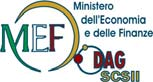 Ministero
dell'Economia
e delle Finanze
MEF
DAG
SCSII